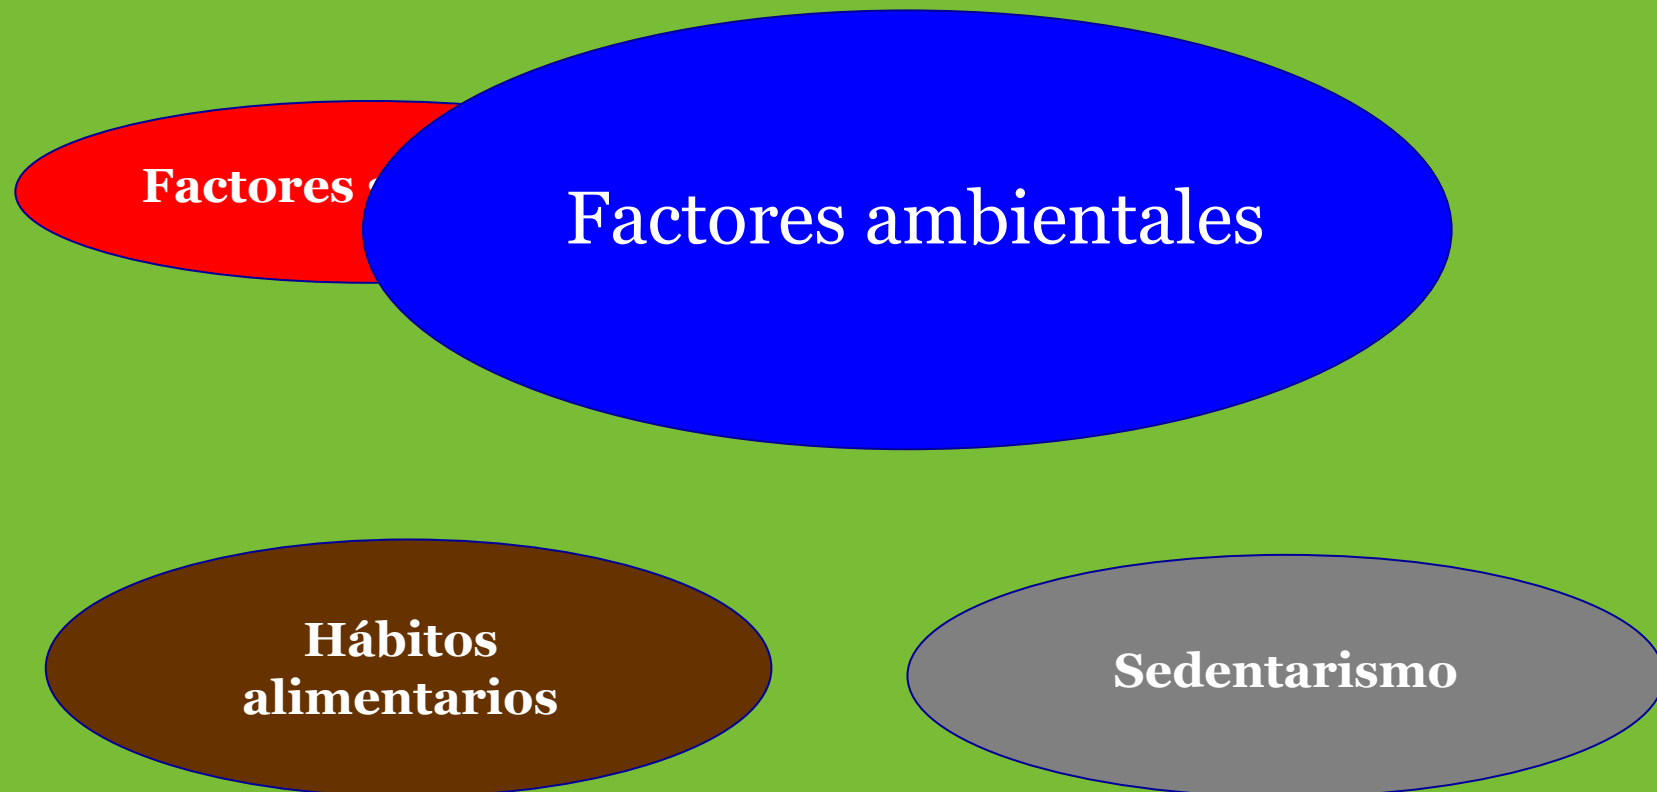 Factores
Factores ambientales
Hábitos
alimentarios
Sedentarismo